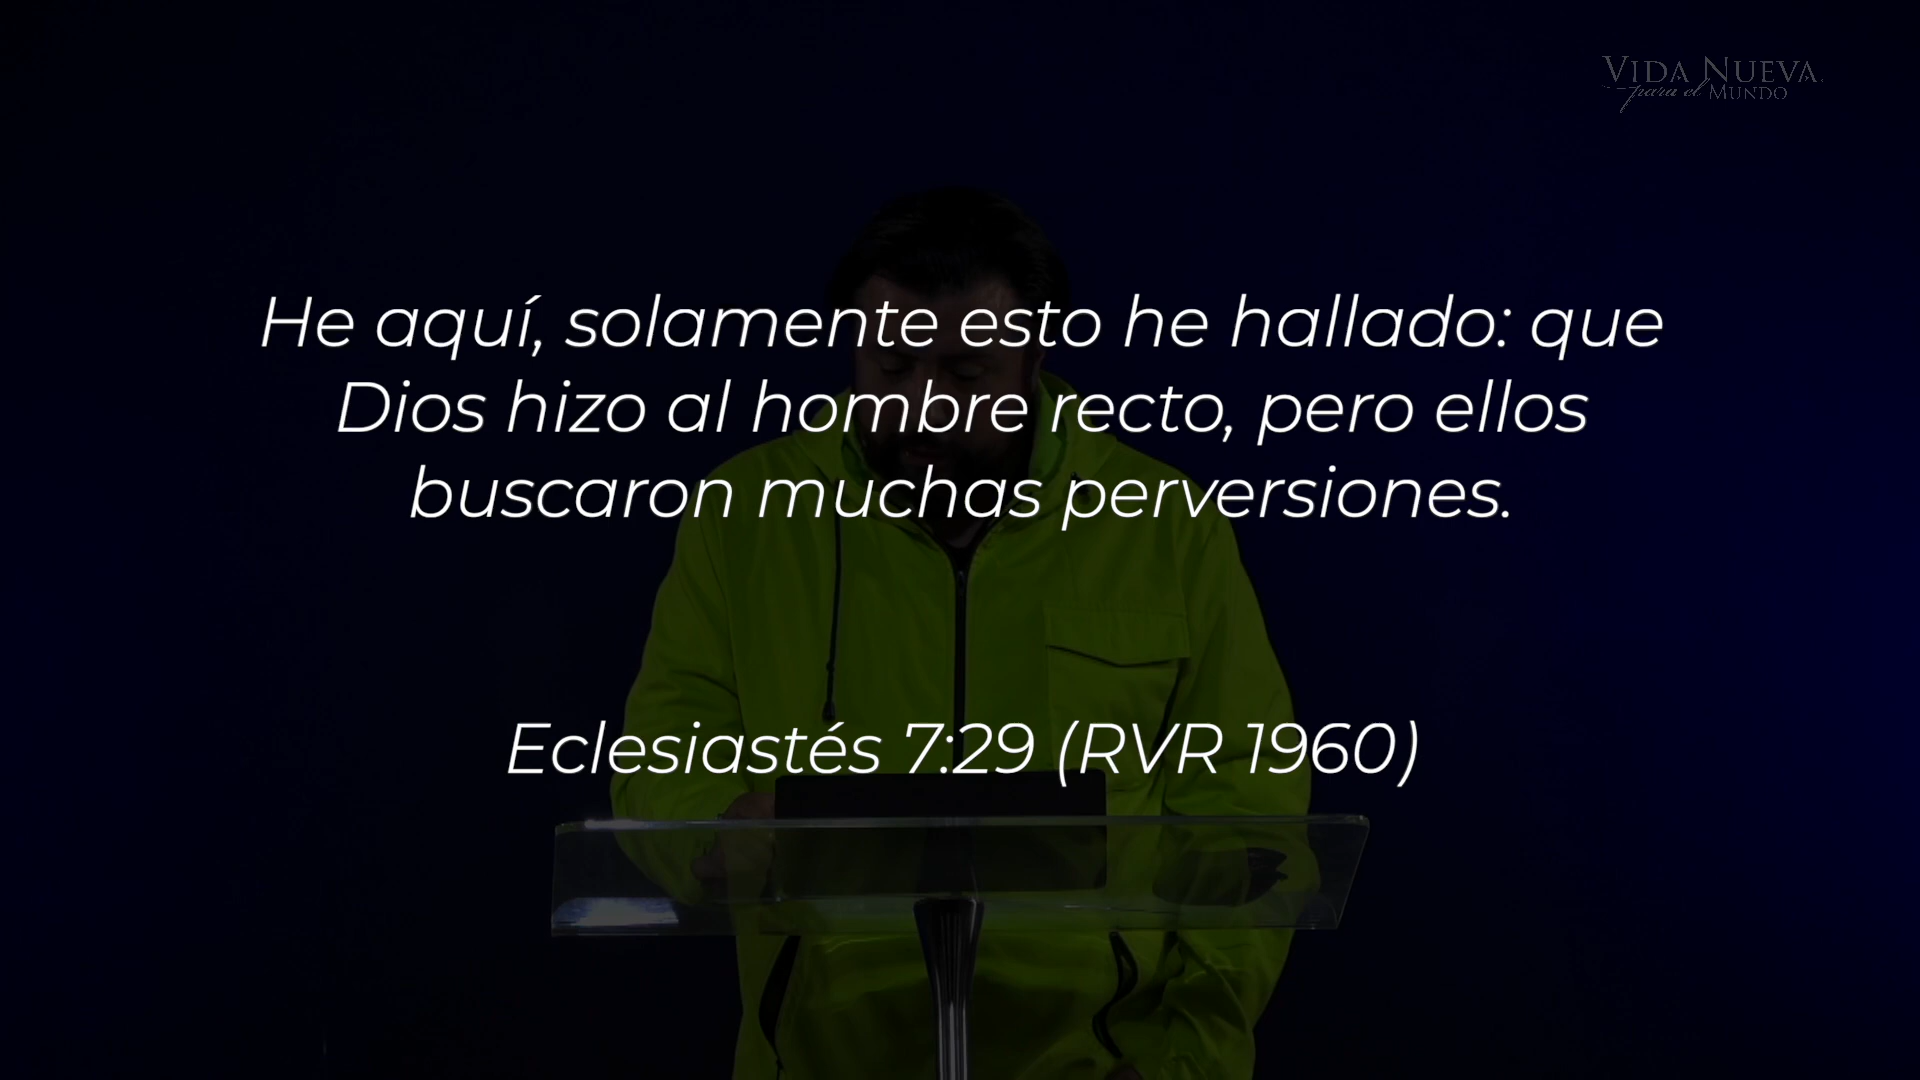 VIDA NUEVA
para el MUNDO
He aquí, solamente esto he hallado: que
Dios hizo al hombre recto, pero ellos
buscaron muchas perversiones.
Eclesiastés 7:29 (RVR 1960)